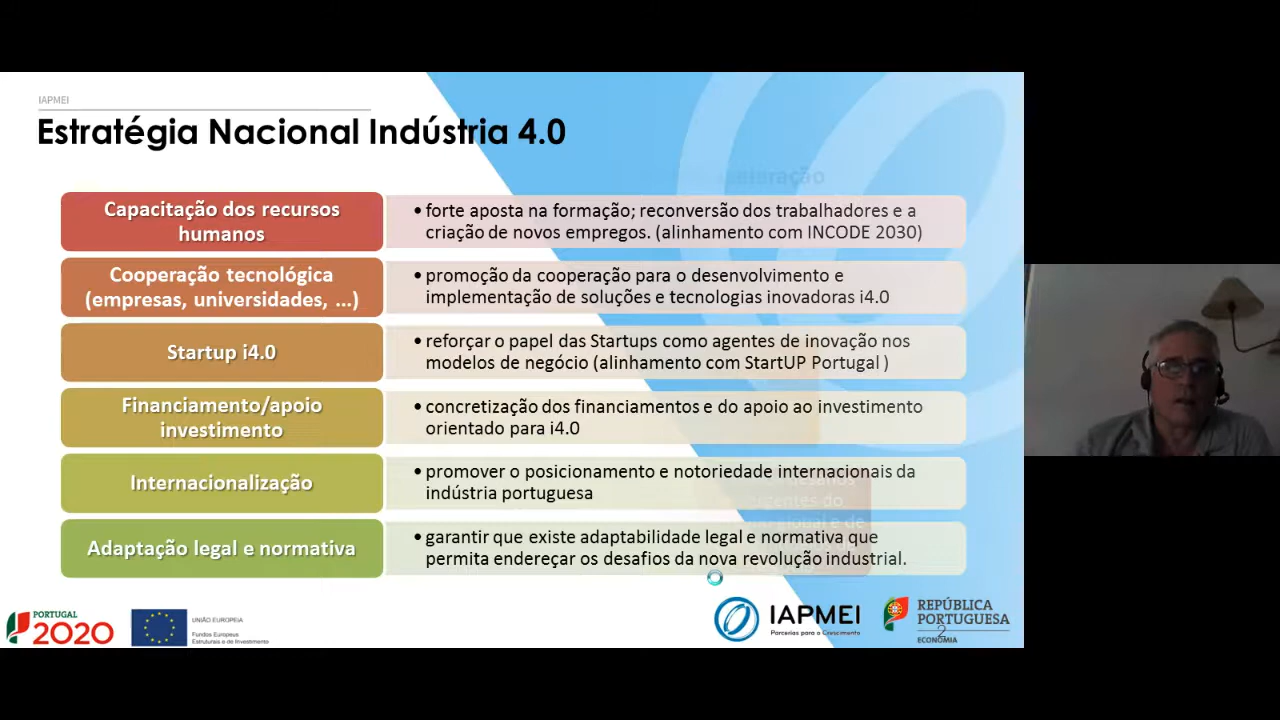 IAPMEI
Estratégia Nacional Indústria 4.0
Capacitação dos recursos
humanos
• forte aposta na formação; reconversão dos trabalhadores e a
criação de novos empregos. (alinhamento com INCODE 2030)
Cooperação tecnológica
(empresas, universidades, ...)
• promoção da cooperação para o desenvolvimento e
implementação de soluções e tecnologias inovadoras i4.0
Startup i4.0
• reforçar o papel das Startups como agentes de inovação nos
modelos de negócio (alinhamento com StartUP Portugal )
Financiamento/apoio
investimento
• concretização dos financiamentos e do apoio ao investimento
orientado para i4.0
Internacionalização
• promover o posicionamento e notoriedade internacionais da
indústria portuguesa
Adaptação legal e normativa
• garantir que existe adaptabilidade legal e normativa que
permita endereçar os desafios da nova revolução industrial.
PORTUGAL
2020
UNIÃO EUROPEIA
Fundos Europeus
Estruturais e de Investimento
IAPMEI
Parcerias para o Crescimento
REPÚBLICA
PORTUGUESA
2
ECONOMIA